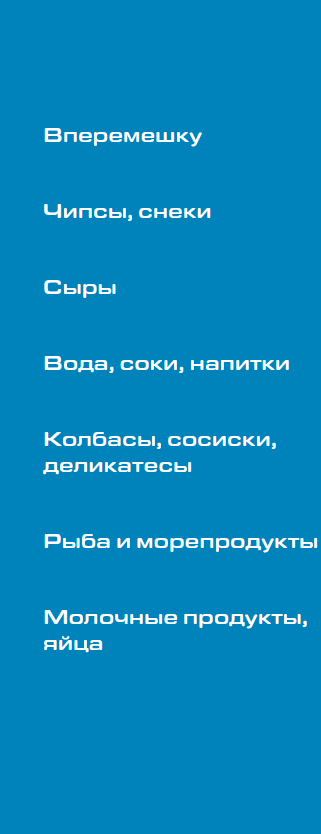 Вперемешку
Чипсы, снеки
Сыры
Вода, соки, напитки
Колбасы, сосиски,
деликатесы
Рыба и морепродукты
Молочные продукты,
яйца